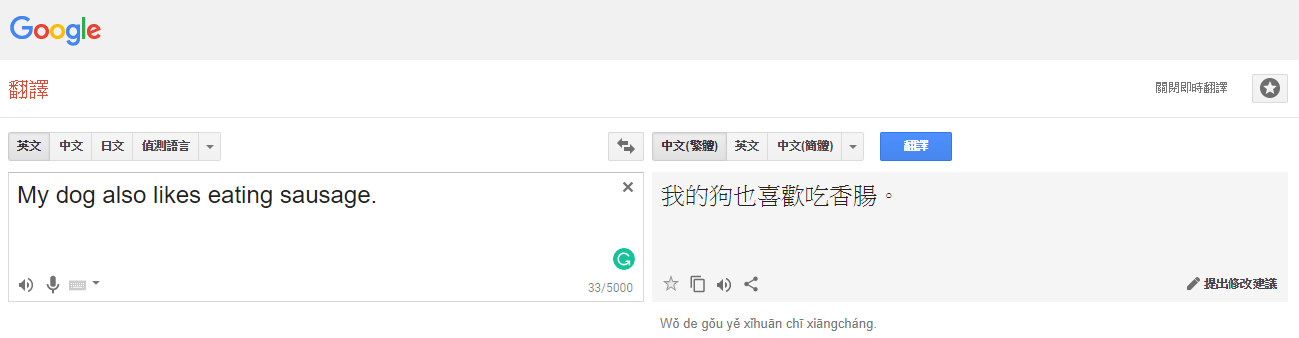 Google
翻譯
關閉即時翻譯
英文 中文 日文 偵測語言
中文(繁體) 英文 中文(簡體) 翻譯
My dog also likes eating sausage.
我的狗也喜歡吃香腸。
33/5000
提出修改建議
Wǒ de gǒu yě xǐhuān chī xiāngcháng.